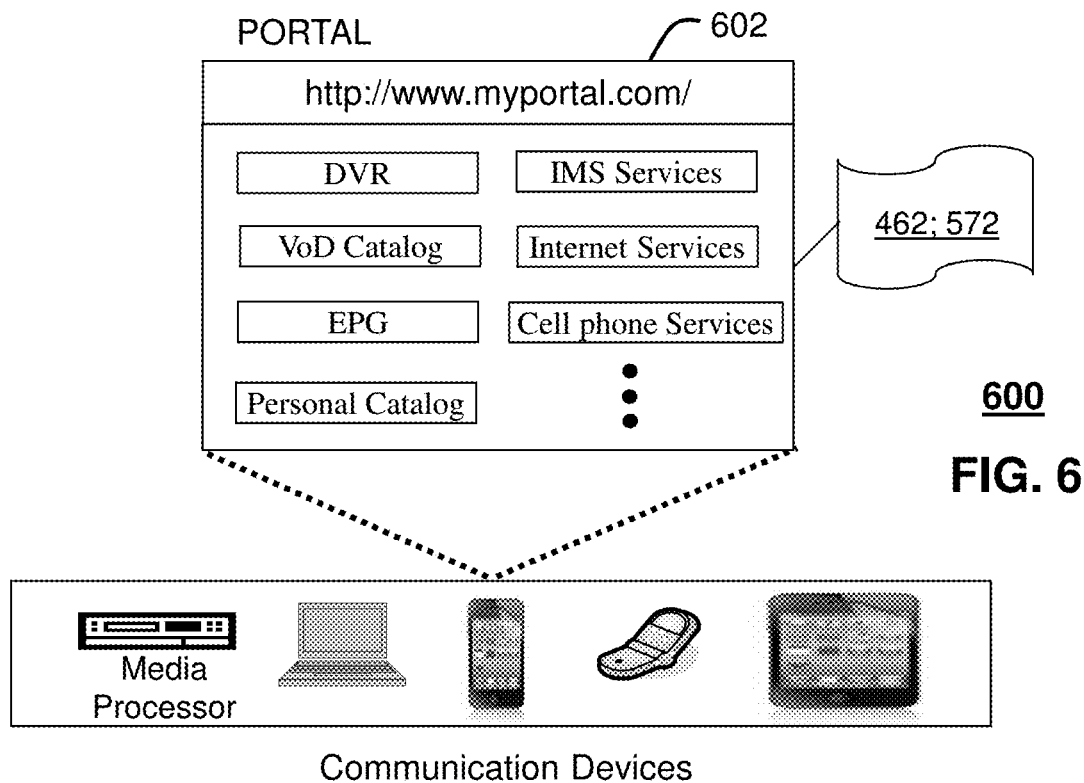 PORTAL
602
http://www.myportal.com/
DVR
IMS Services
VoD Catalog
Internet Services
EPG
Cell phone Services
Personal Catalog
462; 572
600
FIG. 6
Media
Processor
Communication Devices